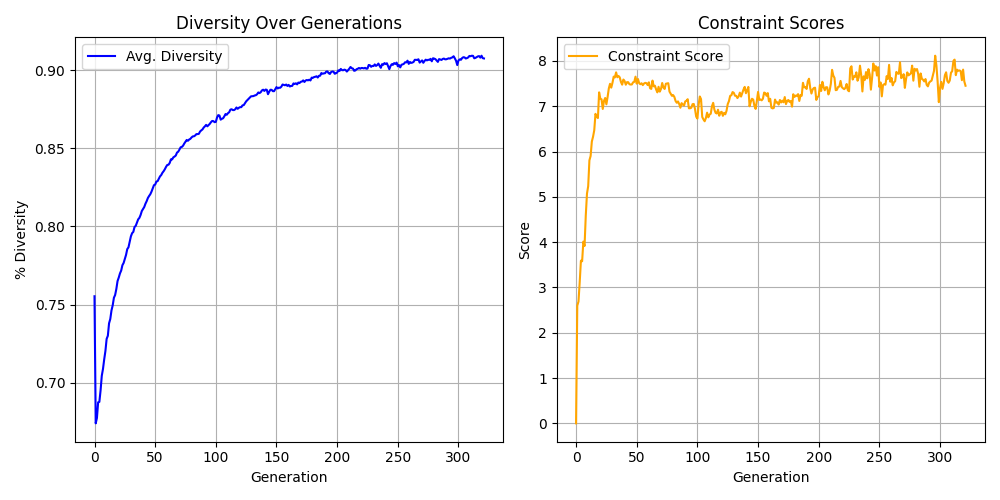 Diversity Over Generations
Avg. Diversity
% Diversity
0.90
0.85
0.80
0.75
0.70
0 50 100 150 200 250 300
Generation
Constraint Scores
Constraint Score
Score
8
7
6
5
4
3
2
1
0
0 50 100 150 200 250 300
Generation